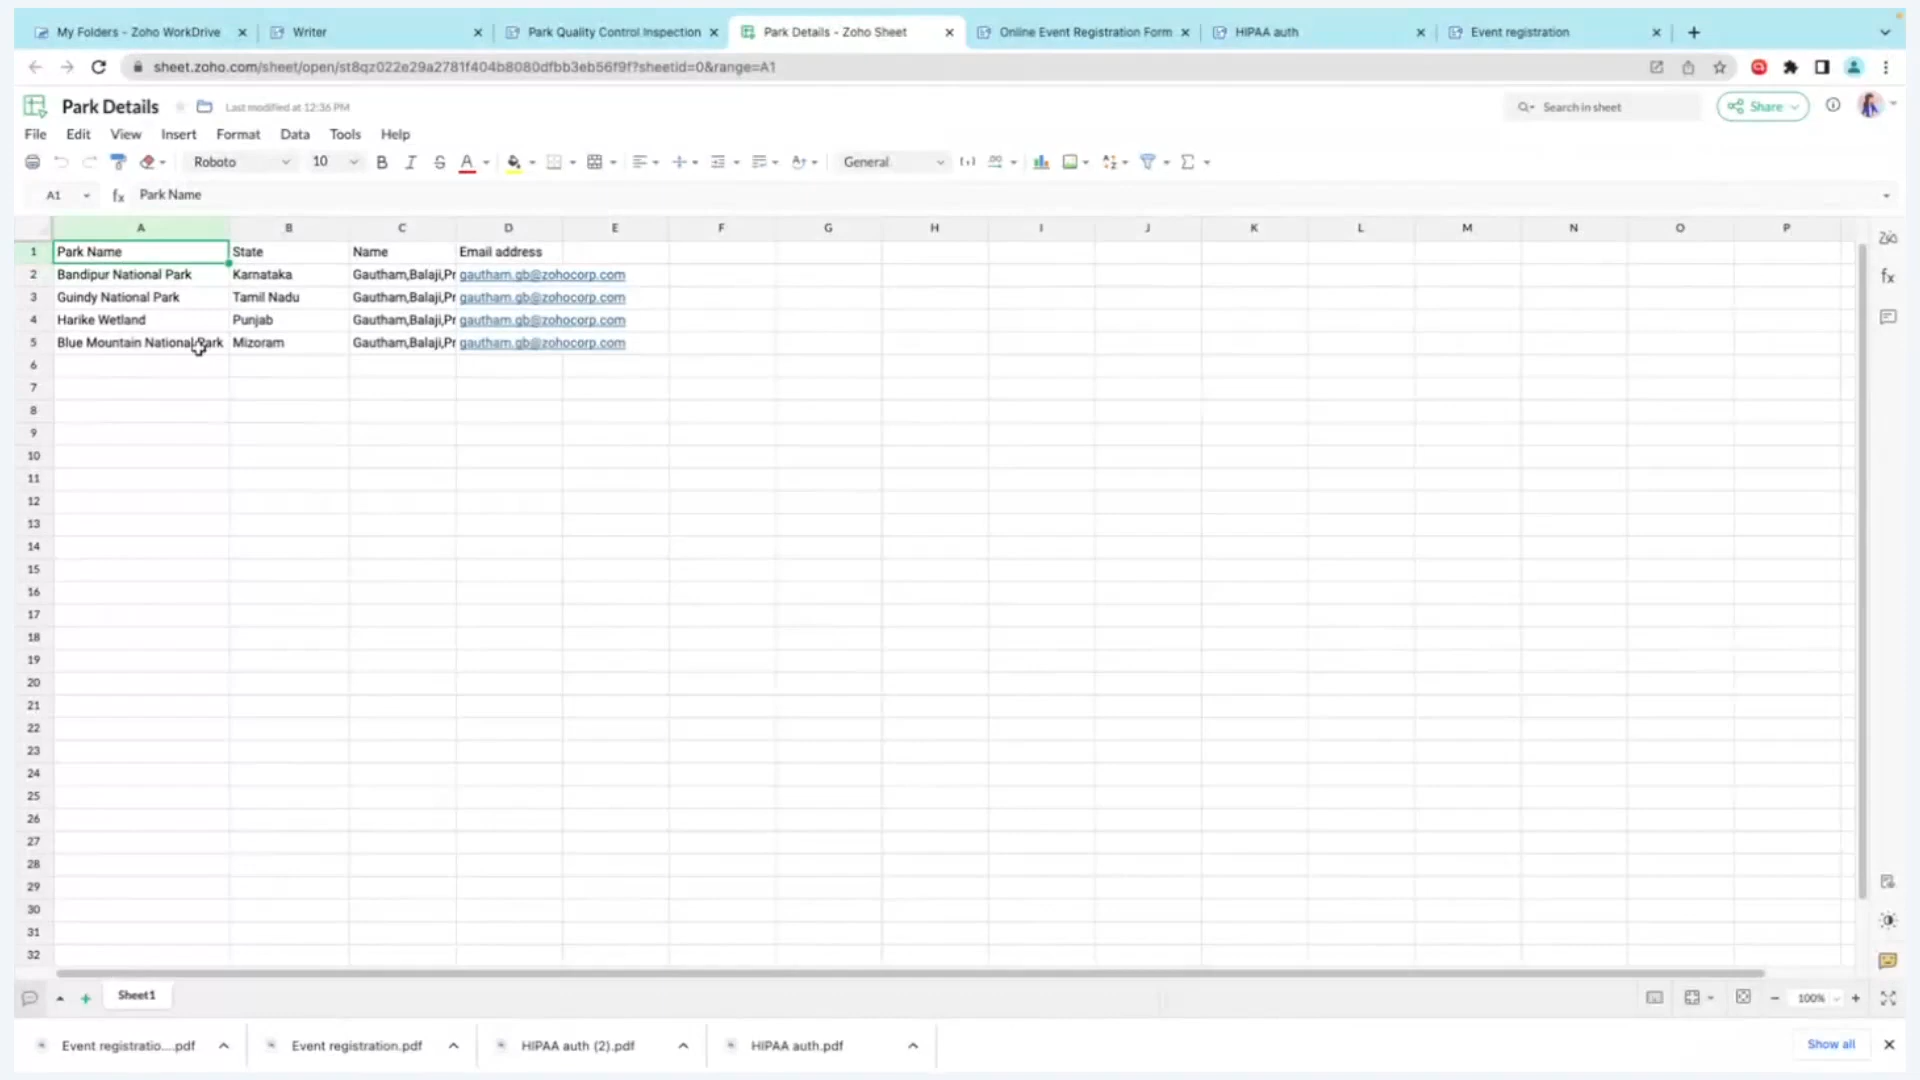 My Folders - Zoho WorkDrive
Writer
Park Quality Control Inspection
Park Details - Zoho Sheet
Online Event Registration Form
HIPAA auth
Event registration
sheet.zoho.com/sheet/open/st8qz022e29a2781f404b8080dfbb3eb56f9f?sheetid=0&range=A1
Park Details
Last modified at 12:36 PM
Search in sheet
Share
File Edit View Insert Format Data Tools Help
Roboto 10 B I S A General
A1 fx Park Name
A B C D E F G H I J K L M N O P
1 Park Name State Name Email address
2 Bandipur National Park Karnataka Gautham,Balaji,Pr gautham.gb@zohocorp.com
3 Guindy National Park Tamil Nadu Gautham,Balaji,Pr gautham.gb@zohocorp.com
4 Harike Wetland Punjab Gautham,Balaji,Pr gautham.gb@zohocorp.com
5 Blue Mountain National Park Mizoram Gautham,Balaji,Pr gautham.gb@zohocorp.com
6
7
8
9
10
11
12
13
14
15
16
17
18
19
20
21
22
23
24
25
26
27
28
29
30
31
32
Sheet1
100%
Event registratio....pdf
Event registration.pdf
HIPAA auth (2).pdf
HIPAA auth.pdf
Show all